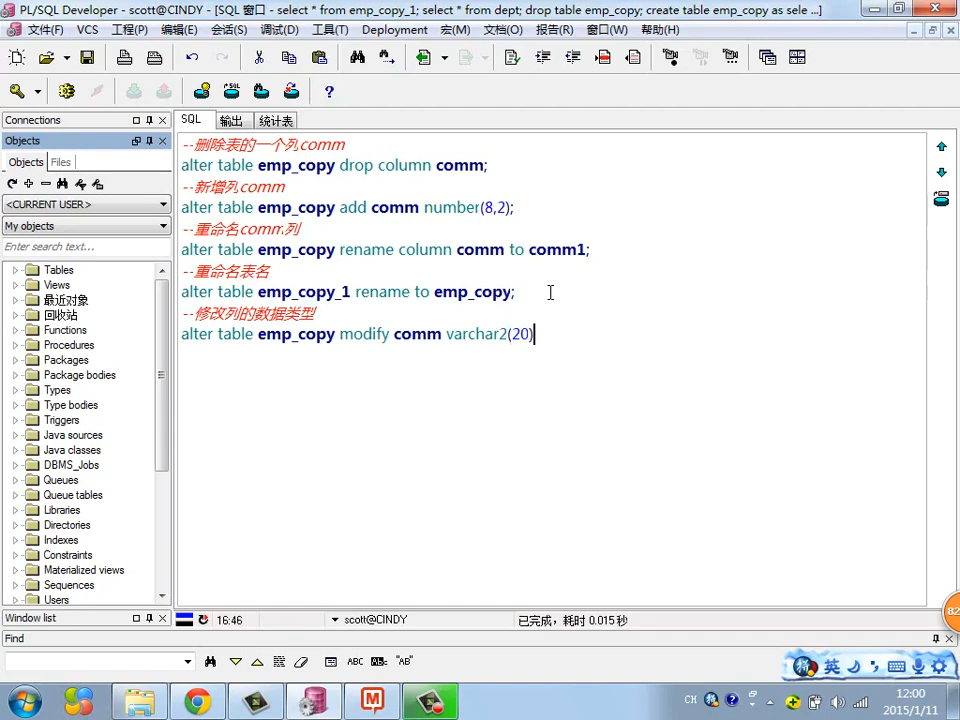 PL/SQL Developer - scott@CINDY - [SQL 窗口 - select * from emp_copy_1; select * from dept; drop table emp_copy; create table emp_copy as sele ...]
文件(F) VCS 工程(P) 编辑(E) 会话(S) 调试(D) 工具(T) Deployment 宏(M) 文档(O) 报告(R) 窗口(W) 帮助(H)
Connections
Objects
Objects Files
<CURRENT USER>
My objects
Enter search text...
Tables
Views
最近对象
回收站
Functions
Procedures
Packages
Package bodies
Types
Type bodies
Triggers
Java sources
Java classes
DBMS_Jobs
Queues
Queue tables
Libraries
Directories
Indexes
Constraints
Materialized views
Sequences
Users
SQL 输出 统计表
--删除表的一个列comm
alter table emp_copy drop column comm;
--新增列comm
alter table emp_copy add comm number(8,2);
--重命名comm列
alter table emp_copy rename column comm to comm1;
--重命名表名
alter table emp_copy_1 rename to emp_copy;
--修改列的数据类型
alter table emp_copy modify comm varchar2(20)
82
Window list
16:46 scott@CINDY 已完成，耗时 0.015 秒
Find
ABC "AB"
英
CH
12:00
2015/1/11